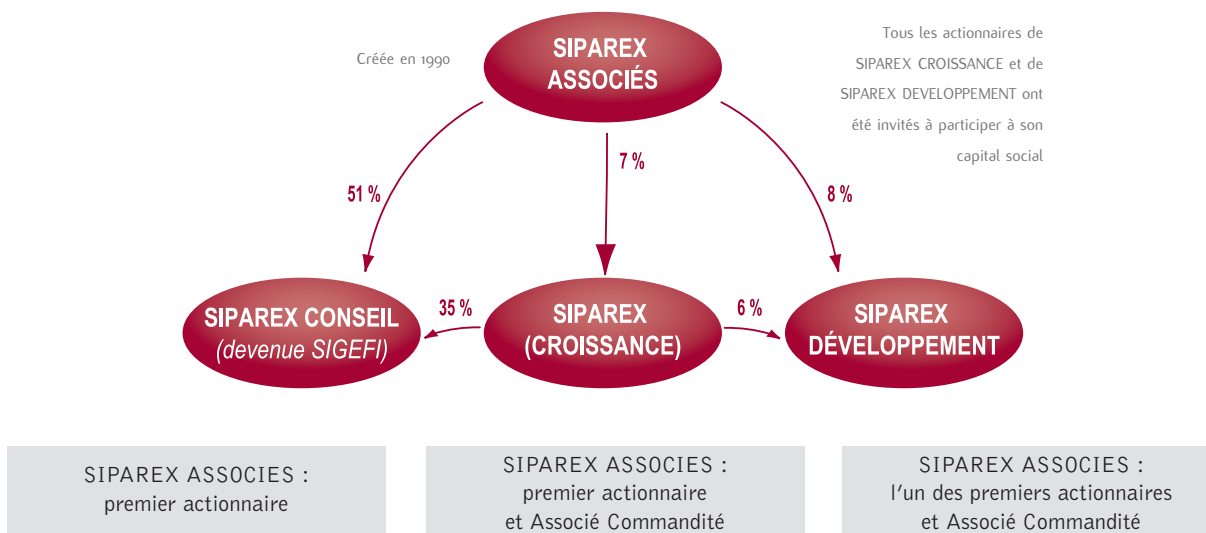 Créée en 1990
SIPAREX
ASSOCIÉS
Tous les actionnaires de
SIPAREX CROISSANCE et de
SIPAREX DEVELOPPEMENT ont
été invités à participer à son
capital social
51 %
7 %
8 %
SIPAREX CONSEIL
(devenue SIGEFI)
35 %
SIPAREX
(CROISSANCE)
6 %
SIPAREX
DÉVELOPPEMENT
SIPAREX ASSOCIES :
premier actionnaire
SIPAREX ASSOCIES :
premier actionnaire
et Associé Commandité
SIPAREX ASSOCIES :
l'un des premiers actionnaires
et Associé Commandité